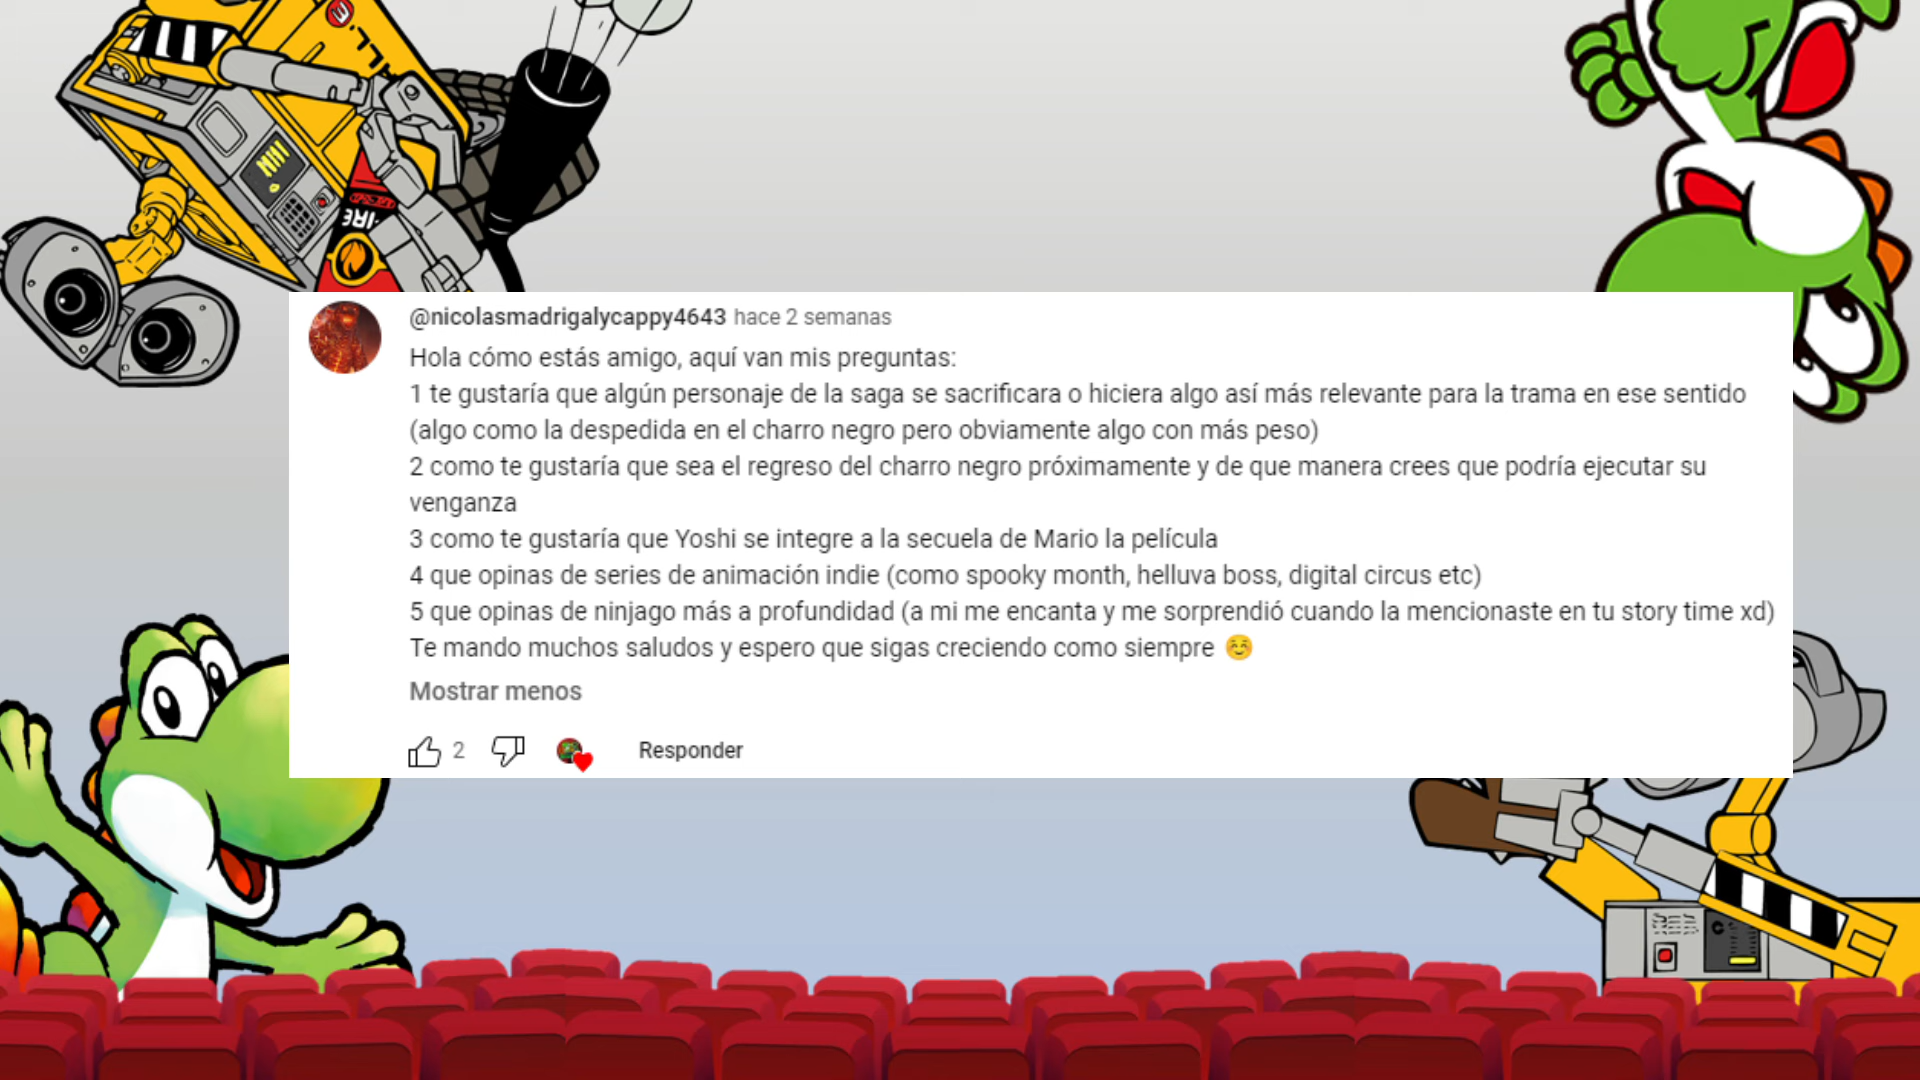 @nicolasmadrigalycappy4643 hace 2 semanas
Hola cómo estás amigo, aquí van mis preguntas:
1 te gustaría que algún personaje de la saga se sacrificara o hiciera algo así más relevante para la trama en ese sentido
(algo como la despedida en el charro negro pero obviamente algo con más peso)
2 como te gustaría que sea el regreso del charro negro próximamente y de que manera crees que podría ejecutar su
venganza
3 como te gustaría que Yoshi se integre a la secuela de Mario la película
4 que opinas de series de animación indie (como spooky month, helluva boss, digital circus etc)
5 que opinas de ninjago más a profundidad (a mi me encanta y me sorprendió cuando la mencionaste en tu story time xd)
Te mando muchos saludos y espero que sigas creciendo como siempre ☺️
Mostrar menos
2 Responder